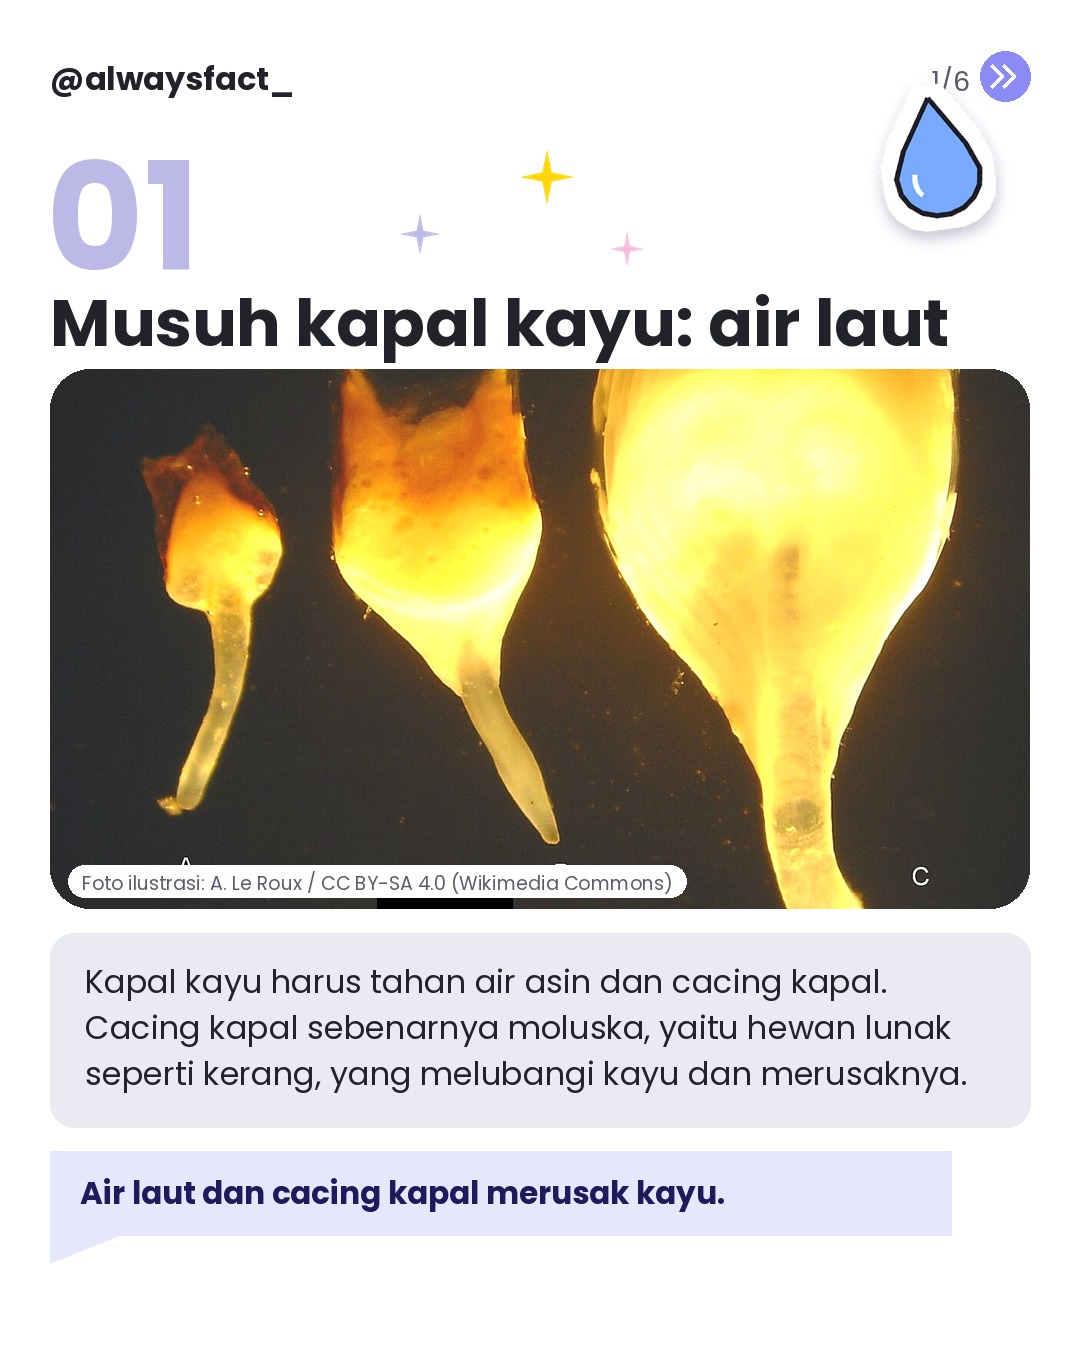 @alwaysfact_
1/6
01
Musuh kapal kayu: air laut
A
C
Foto ilustrasi: A. Le Roux / CC BY-SA 4.0 (Wikimedia Commons)
Kapal kayu harus tahan air asin dan cacing kapal.
Cacing kapal sebenarnya moluska, yaitu hewan lunak
seperti kerang, yang melubangi kayu dan merusaknya.
Air laut dan cacing kapal merusak kayu.